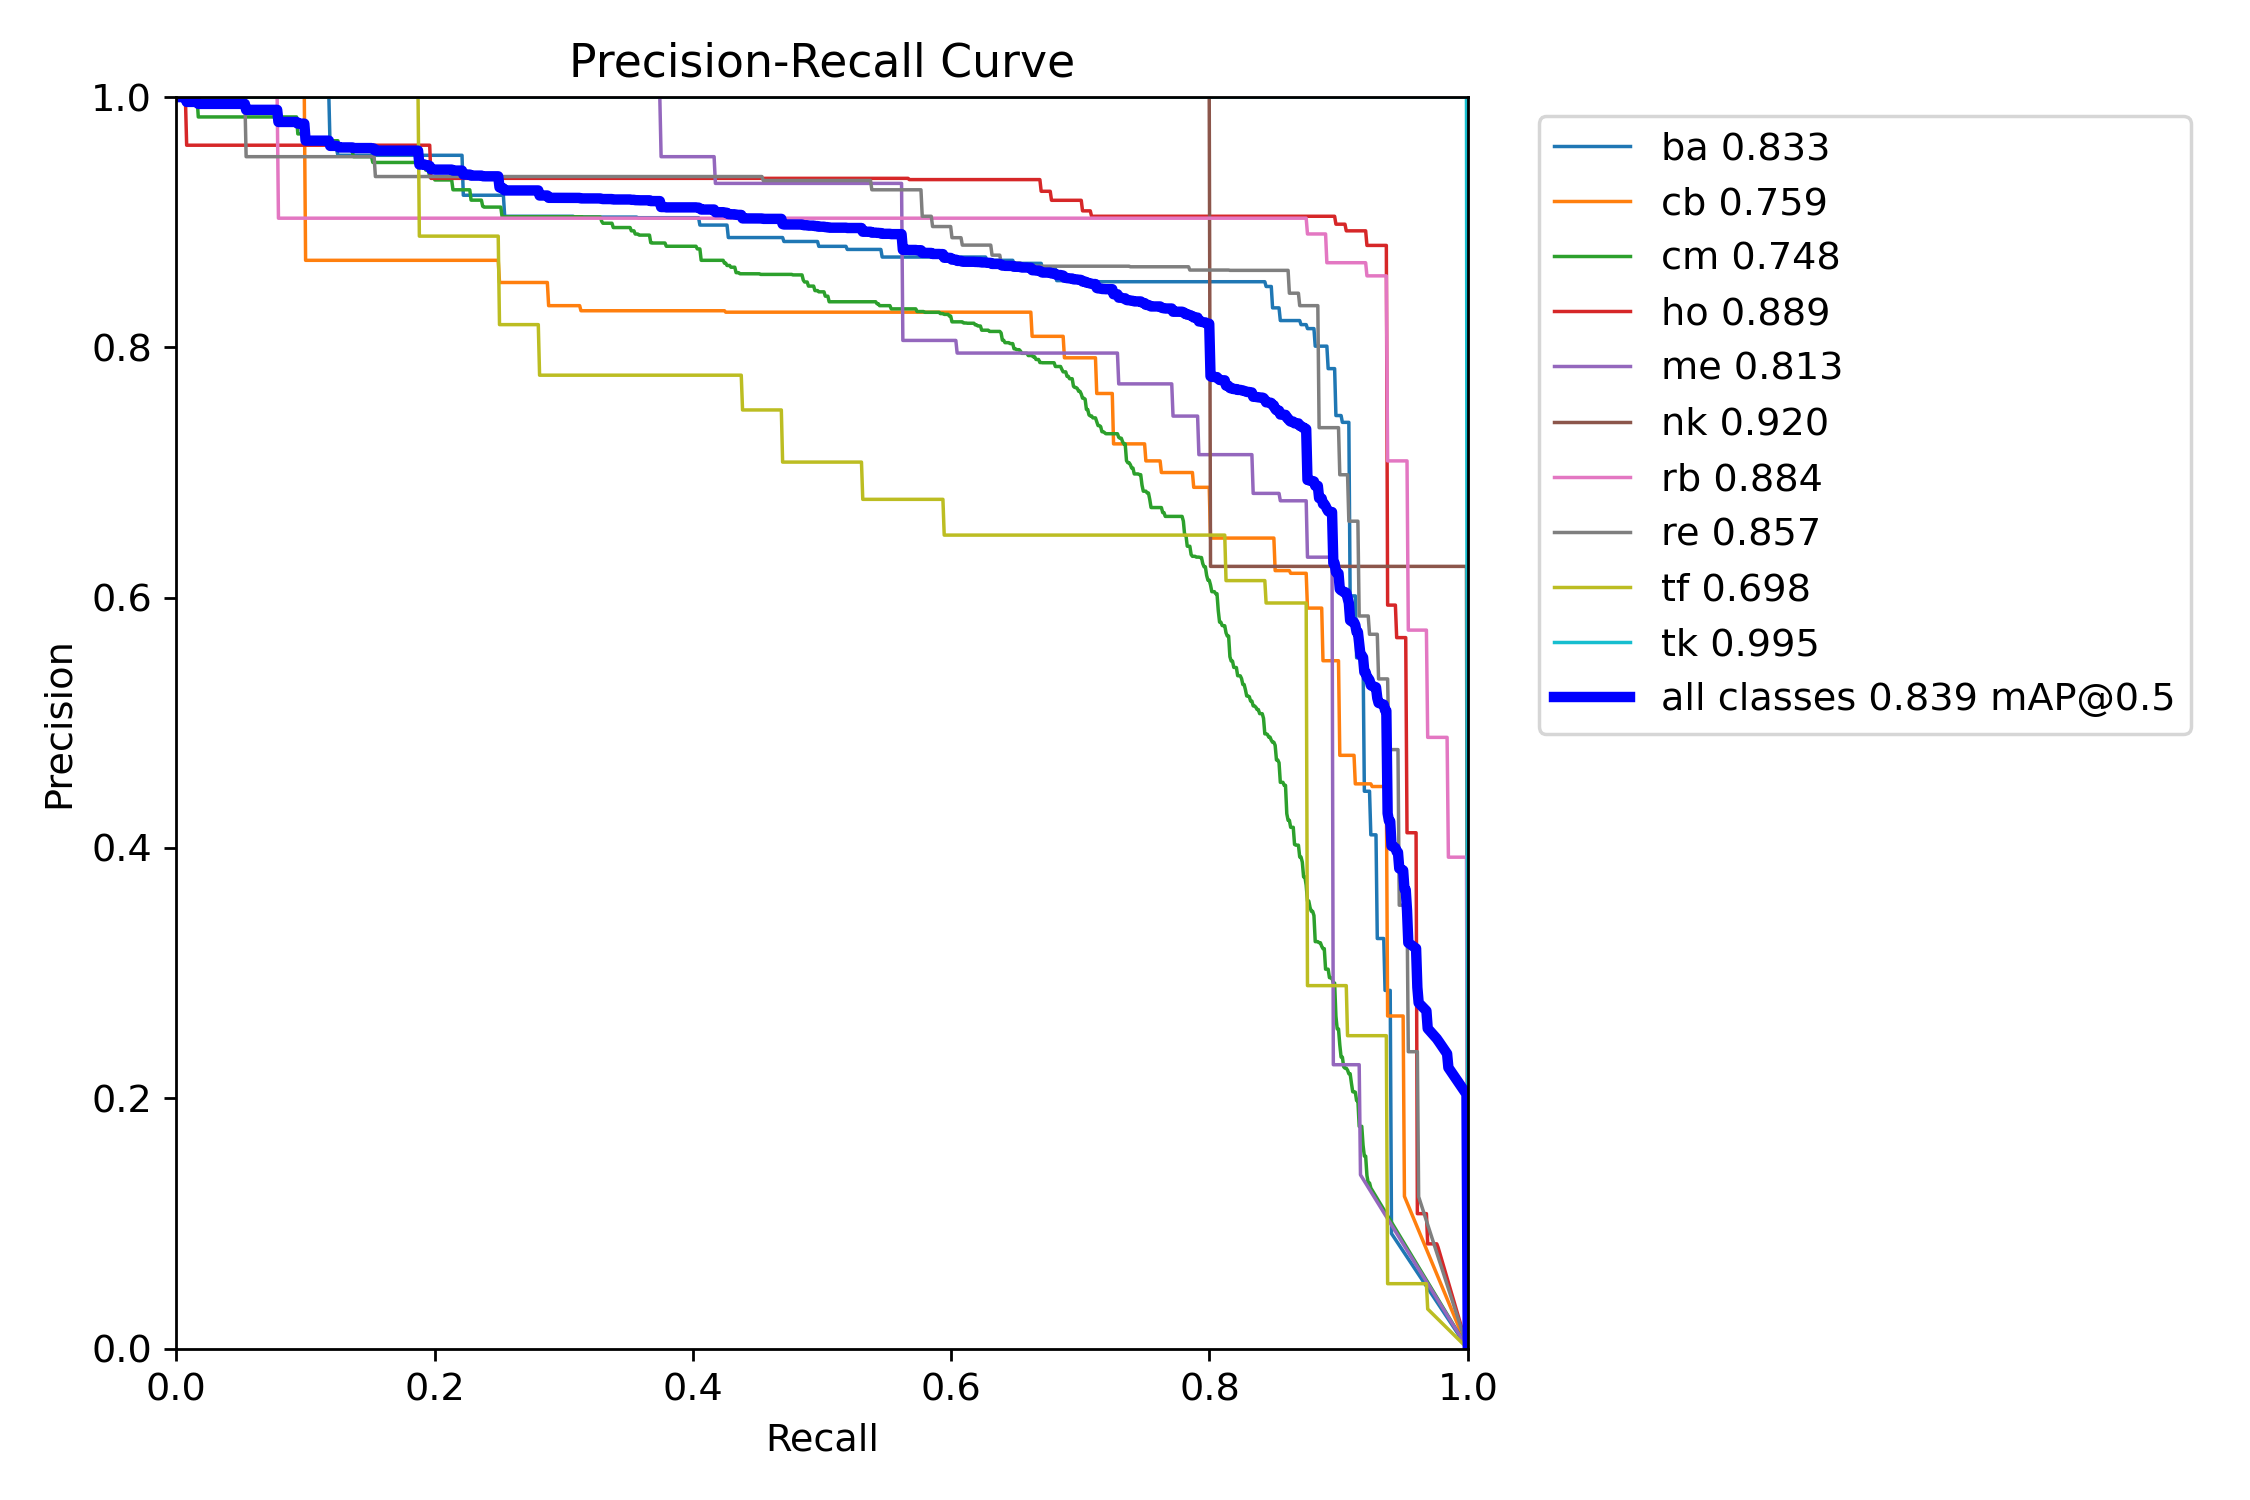 Precision-Recall Curve
1.0
0.8
0.6
0.4
0.2
0.0
Precision
0.0 0.2 0.4 0.6 0.8 1.0
Recall
ba 0.833
cb 0.759
cm 0.748
ho 0.889
me 0.813
nk 0.920
rb 0.884
re 0.857
tf 0.698
tk 0.995
all classes 0.839 mAP@0.5